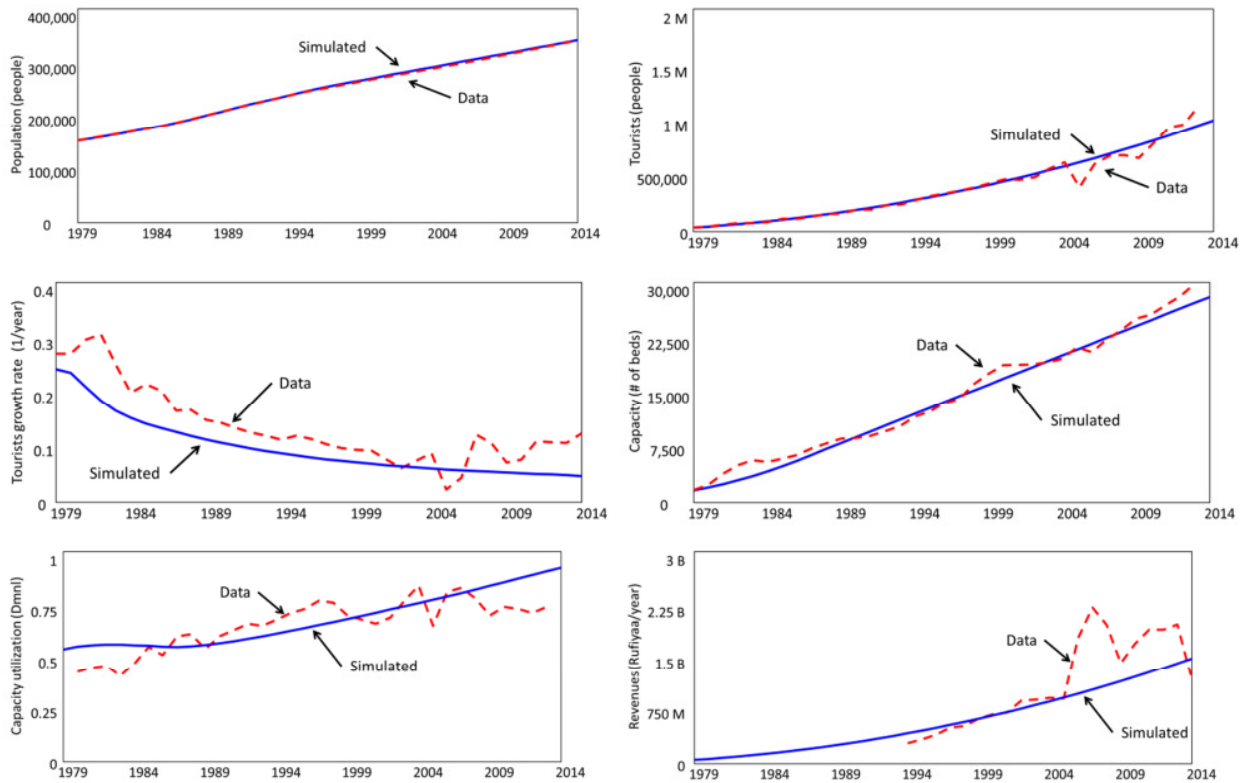 400,000
300,000
200,000
100,000
0
Population (people)
Simulated
Data
1979 1984 1989 1994 1999 2004 2009 2014
2 M
1.5 M
1 M
500,000
0
Tourists (people)
Simulated
Data
1979 1984 1989 1994 1999 2004 2009 2014
0.4
0.3
0.2
0.1
0
Tourists growth rate (1/year)
Data
Simulated
1979 1984 1989 1994 1999 2004 2009 2014
30,000
22,500
15,000
7,500
0
Capacity (# of beds)
Data
Simulated
1979 1984 1989 1994 1999 2004 2009 2014
1
0.75
0.5
0.25
0
Capacity utilization (Dmnl)
Data
Simulated
1979 1984 1989 1994 1999 2004 2009 2014
3 B
2.25 B
1.5 B
750 M
0
Revenues (Rufiyaa/year)
Data
Simulated
1979 1984 1989 1994 1999 2004 2009 2014